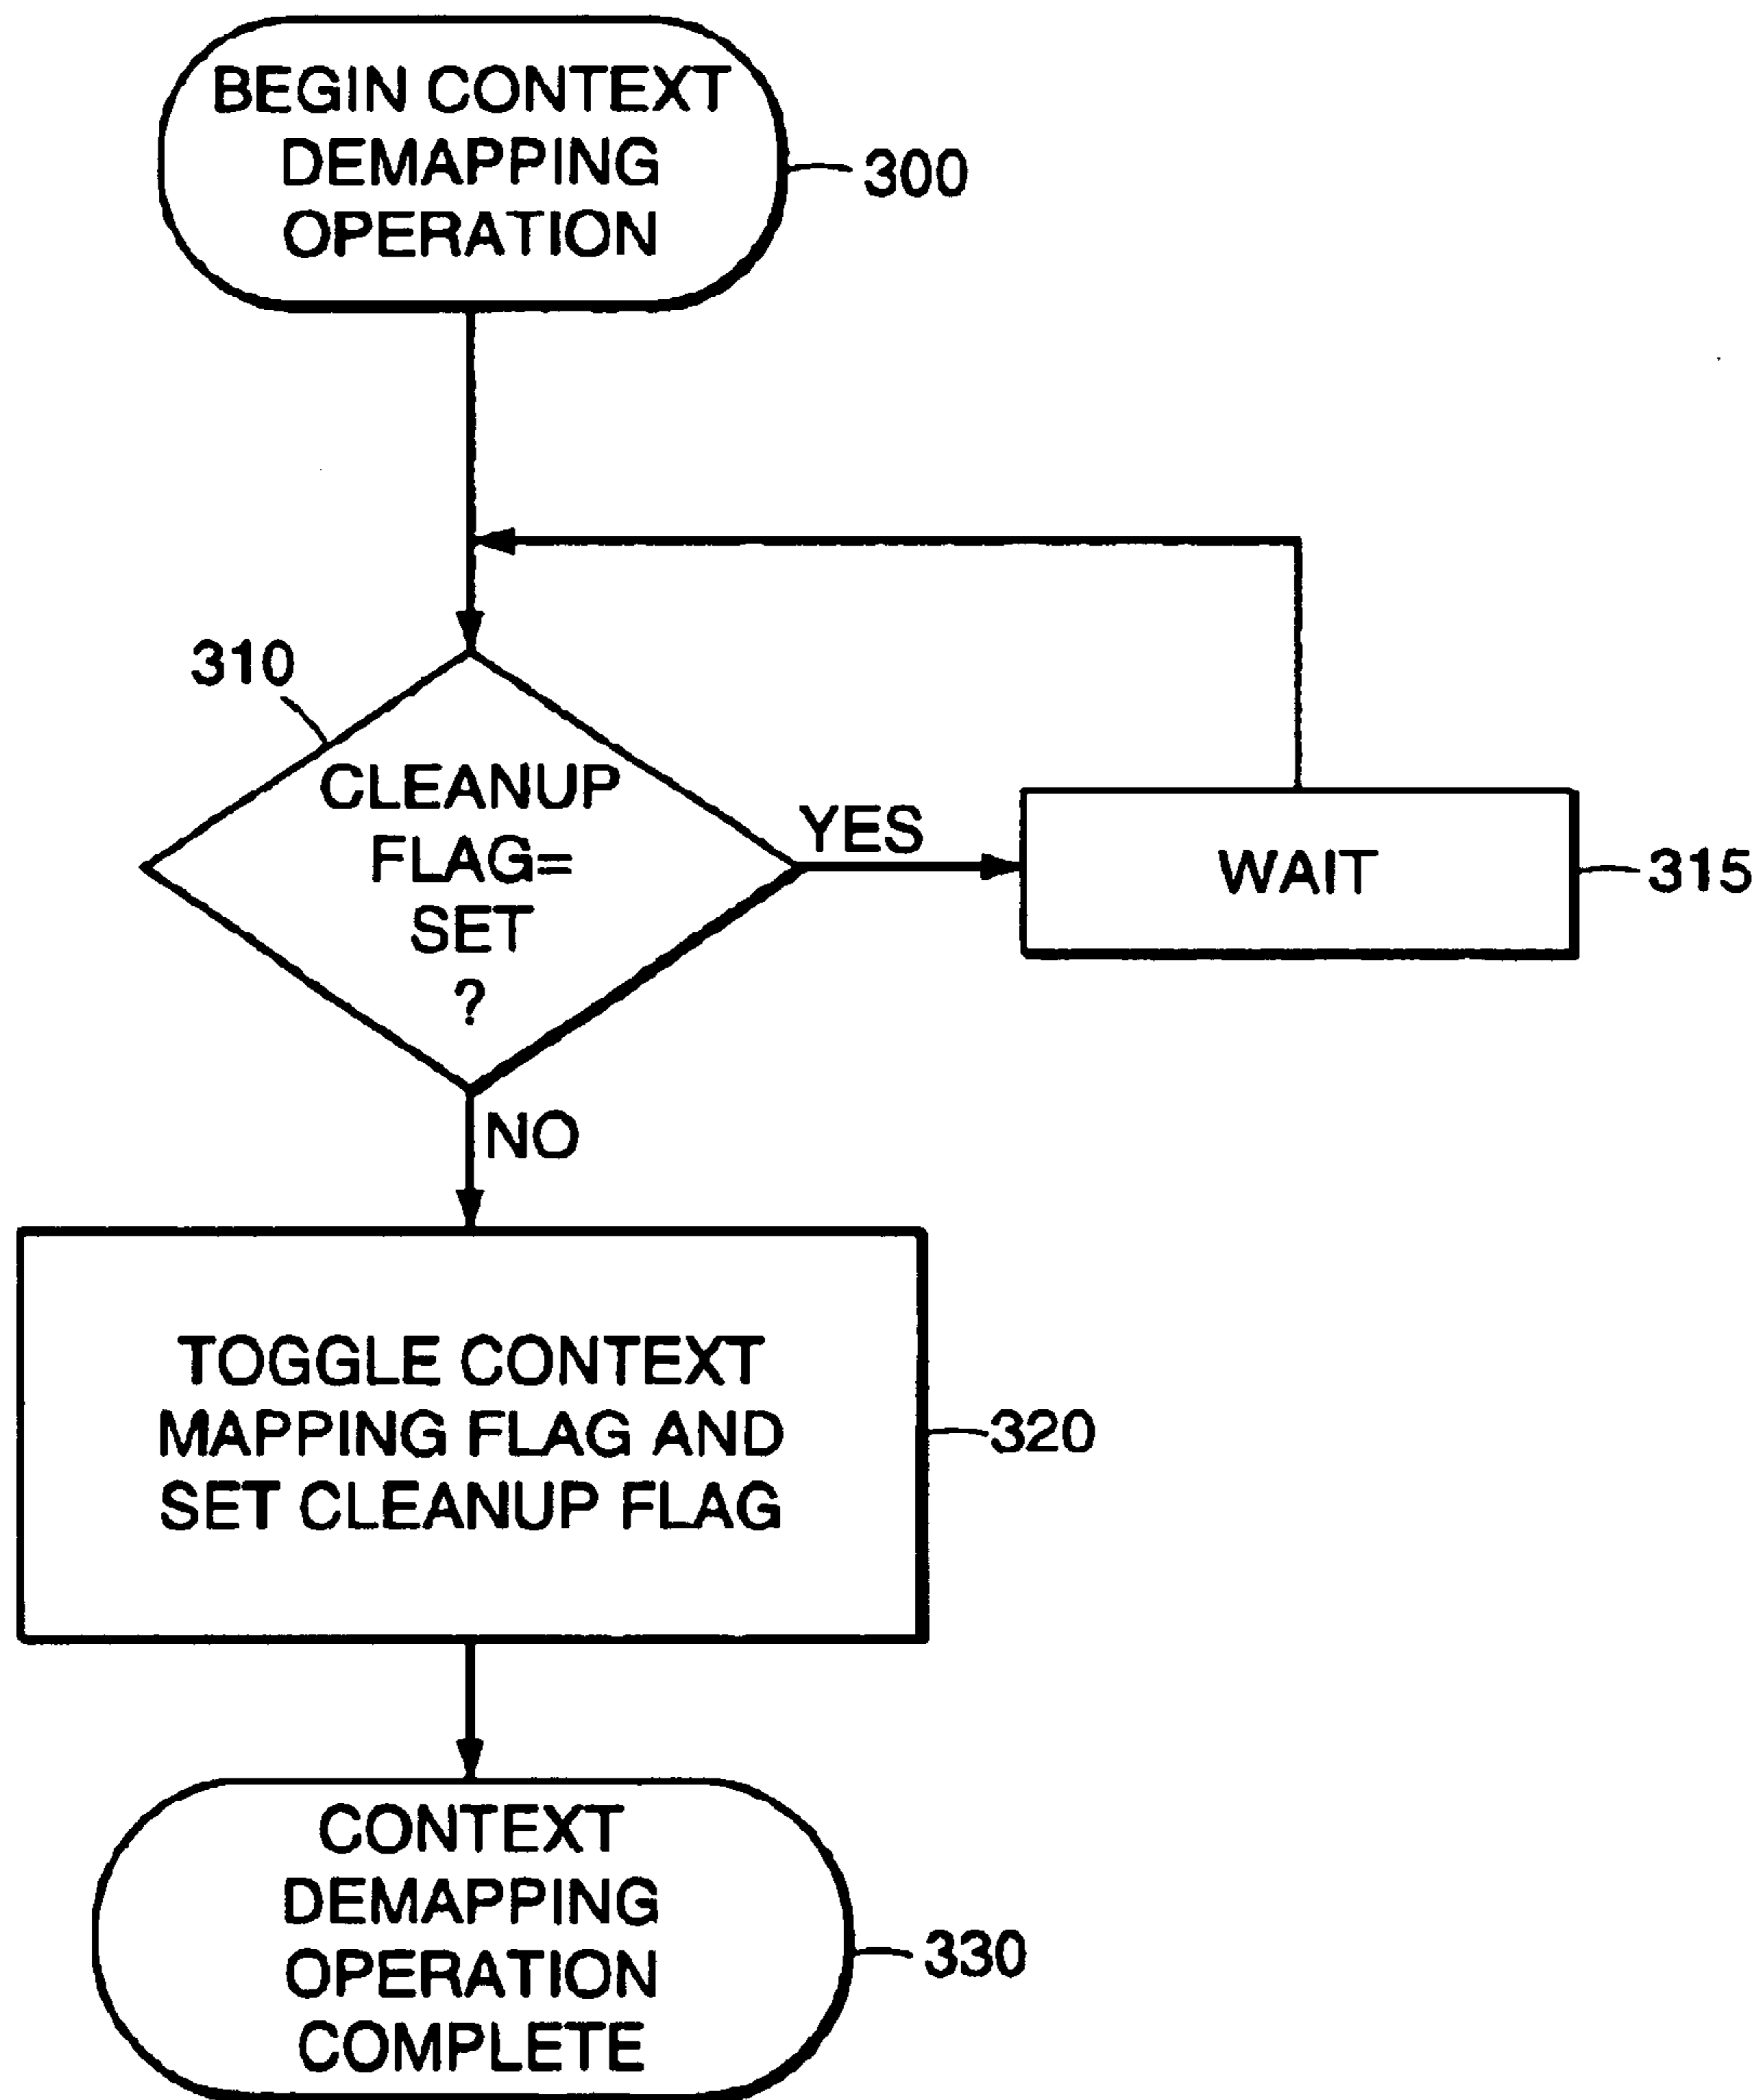 BEGIN CONTEXT
DEMAPPING
OPERATION
300
310
CLEANUP
FLAG=
SET
?
YES
WAIT
315
NO
TOGGLE CONTEXT
MAPPING FLAG AND
SET CLEANUP FLAG
320
CONTEXT
DEMAPPING
OPERATION
COMPLETE
330